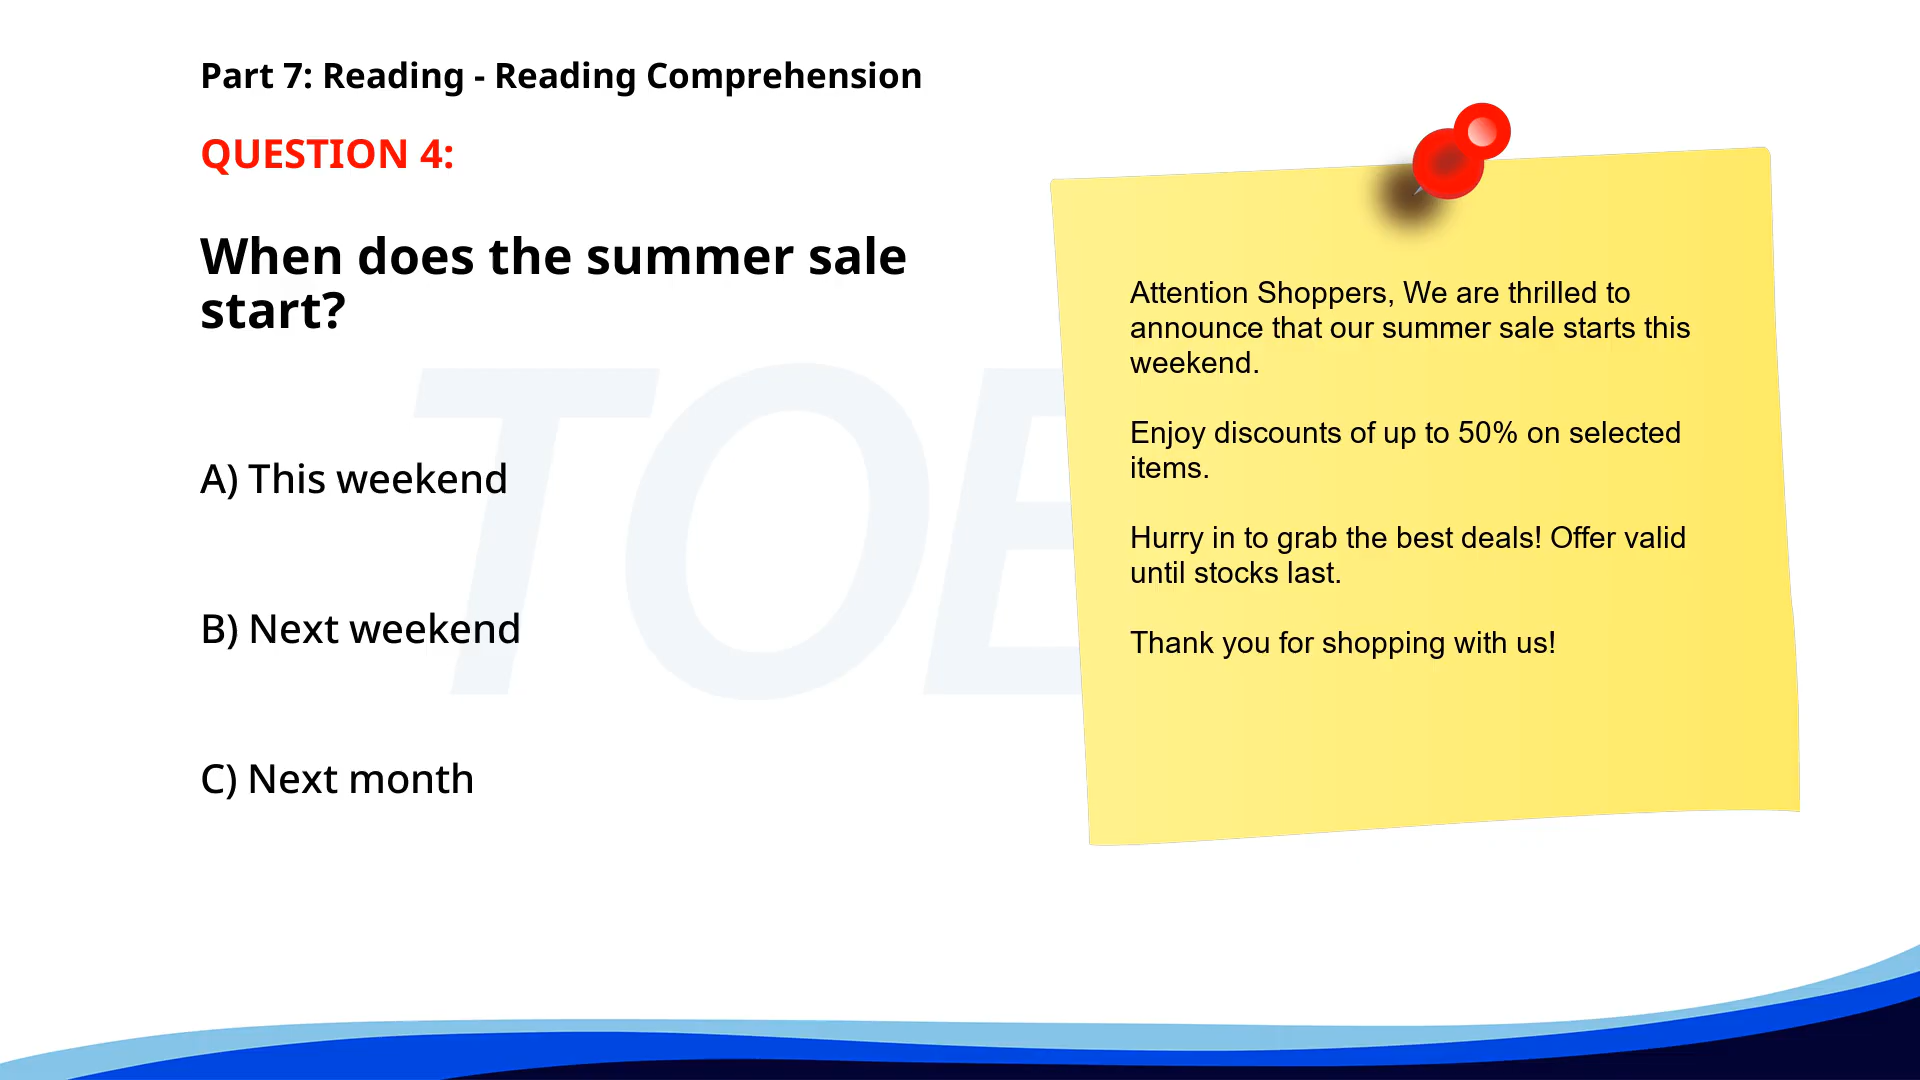 Part 7: Reading - Reading Comprehension
QUESTION 4:
When does the summer sale
start?
A) This weekend
B) Next weekend
C) Next month
Attention Shoppers, We are thrilled to
announce that our summer sale starts this
weekend.
Enjoy discounts of up to 50% on selected
items.
Hurry in to grab the best deals! Offer valid
until stocks last.
Thank you for shopping with us!
TOE